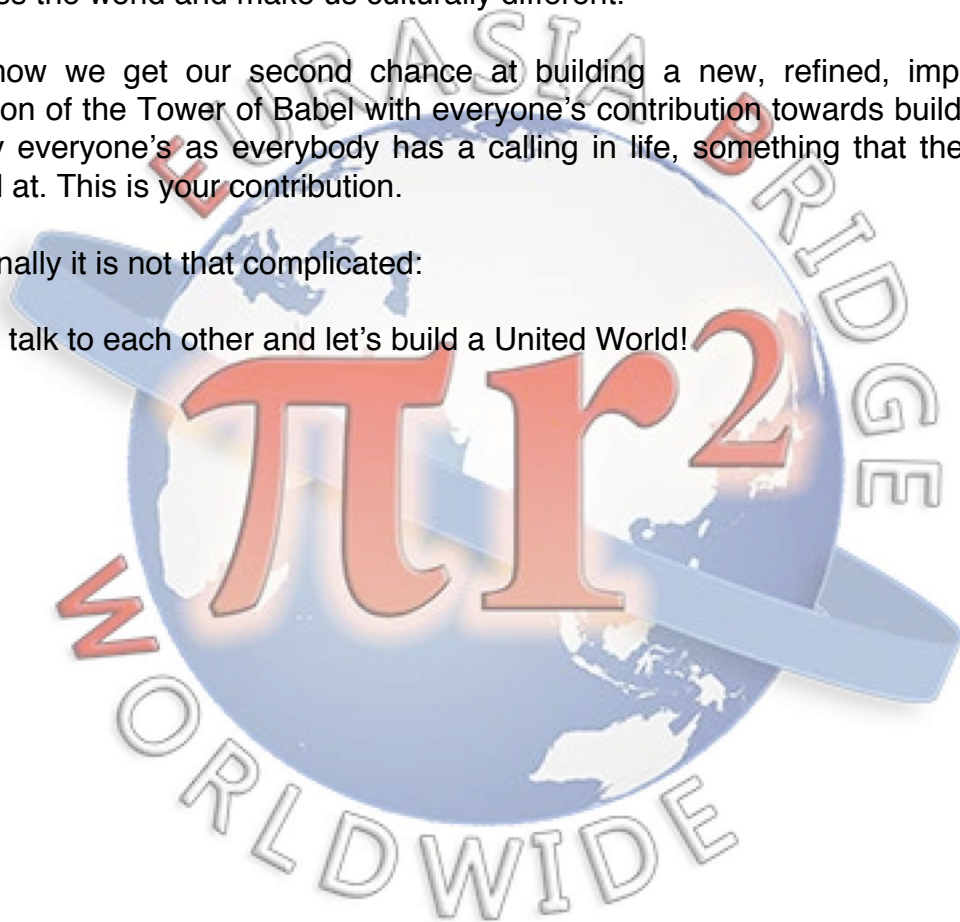 ss the world and make us culturally different.
now we get our second chance at building a new, refined, imp
on of the Tower of Babel with everyone's contribution towards build
y everyone's as everybody has a calling in life, something that the
l at. This is your contribution.
nally it is not that complicated:
talk to each other and let's build a United World!
EURASIA BRIDGE
πr²
WORLDWIDE